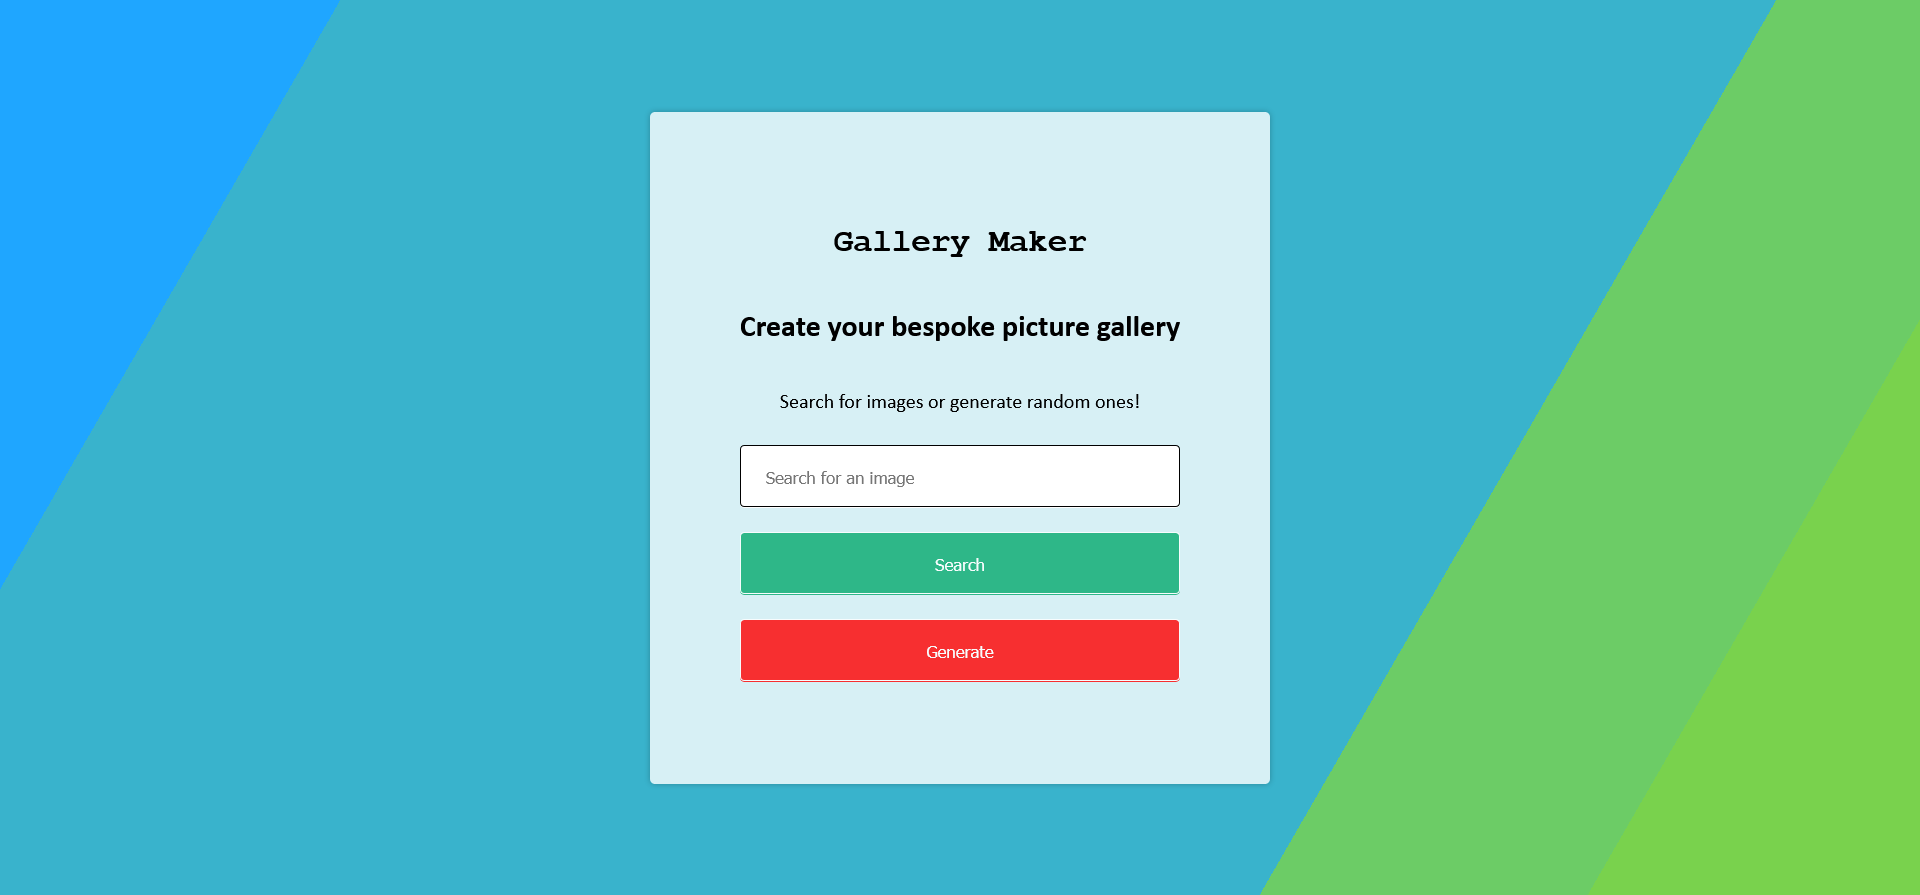 Gallery Maker
Create your bespoke picture gallery
Search for images or generate random ones!
Search for an image
Search
Generate